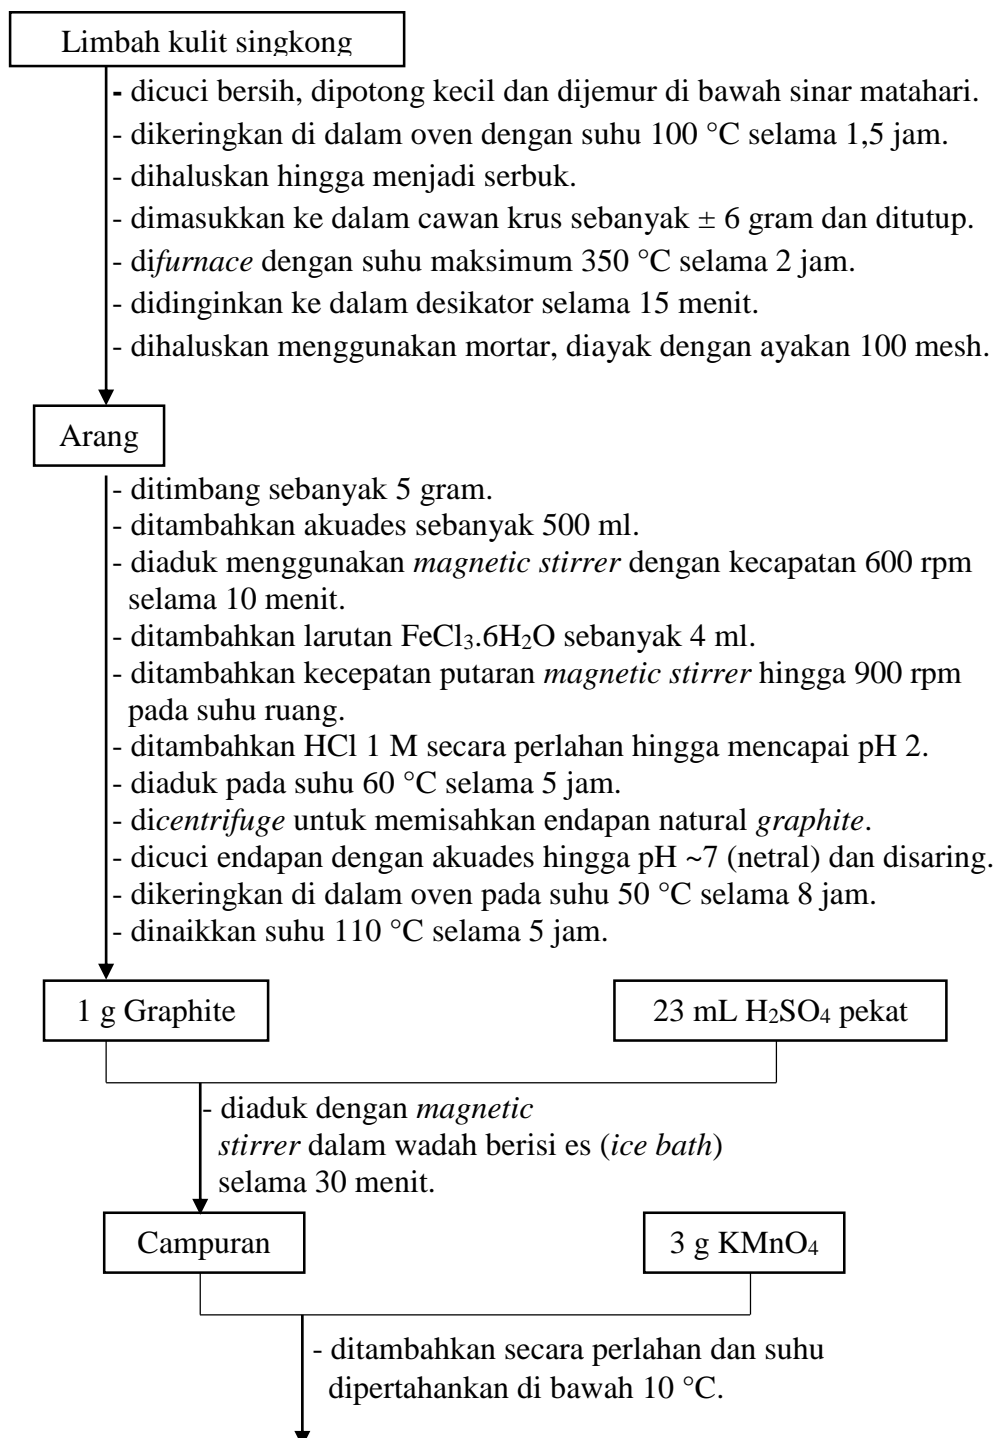 Limbah kulit singkong
- dicuci bersih, dipotong kecil dan dijemur di bawah sinar matahari.
- dikeringkan di dalam oven dengan suhu 100 °C selama 1,5 jam.
- dihaluskan hingga menjadi serbuk.
- dimasukkan ke dalam cawan krus sebanyak ± 6 gram dan ditutup.
- difurnace dengan suhu maksimum 350 °C selama 2 jam.
- didinginkan ke dalam desikator selama 15 menit.
- dihaluskan menggunakan mortar, diayak dengan ayakan 100 mesh.
Arang
- ditimbang sebanyak 5 gram.
- ditambahkan akuades sebanyak 500 ml.
- diaduk menggunakan magnetic stirrer dengan kecapatan 600 rpm
selama 10 menit.
- ditambahkan larutan FeCl₃.6H₂O sebanyak 4 ml.
- ditambahkan kecepatan putaran magnetic stirrer hingga 900 rpm
pada suhu ruang.
- ditambahkan HCl 1 M secara perlahan hingga mencapai pH 2.
- diaduk pada suhu 60 °C selama 5 jam.
- dicentrifuge untuk memisahkan endapan natural graphite.
- dicuci endapan dengan akuades hingga pH ~7 (netral) dan disaring.
- dikeringkan di dalam oven pada suhu 50 °C selama 8 jam.
- dinaikkan suhu 110 °C selama 5 jam.
1 g Graphite
23 mL H₂SO₄ pekat
- diaduk dengan magnetic
stirrer dalam wadah berisi es (ice bath)
selama 30 menit.
Campuran
3 g KMnO₄
- ditambahkan secara perlahan dan suhu
dipertahankan di bawah 10 °C.